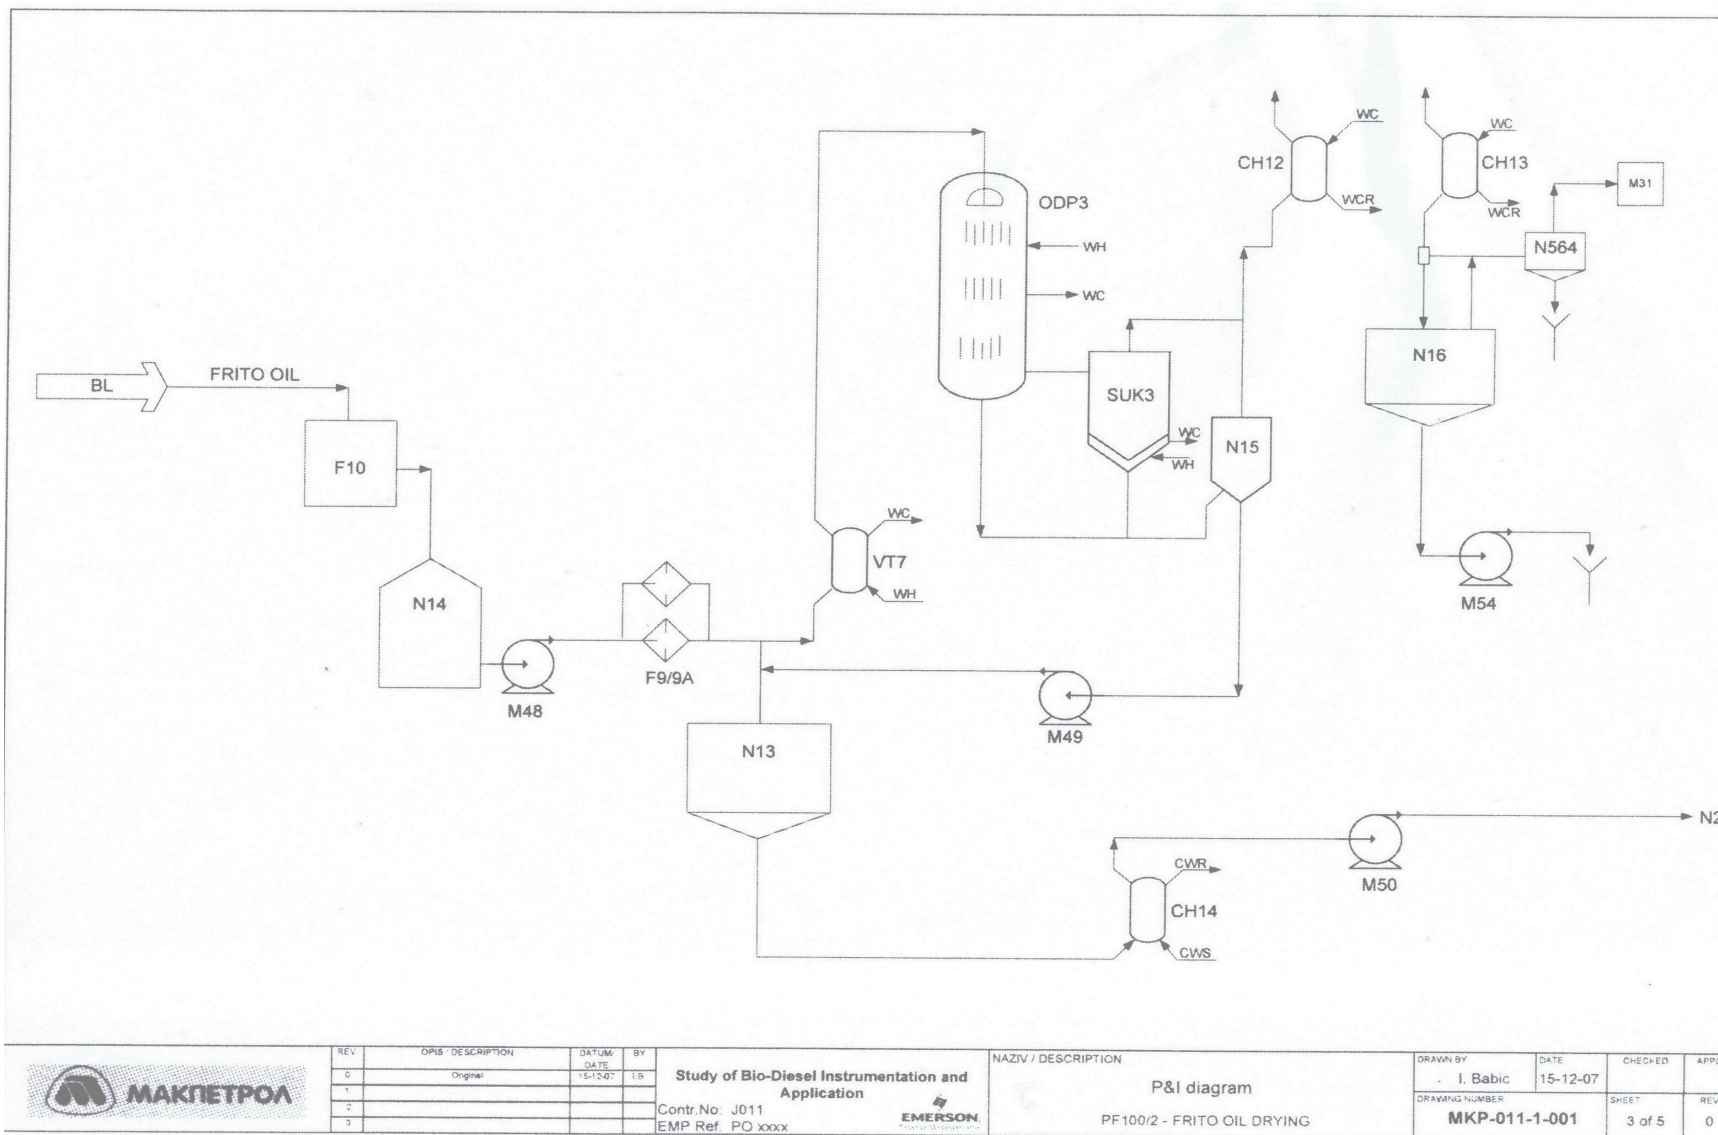 CH12
WC
WCR
CH13
WC
WCR
M31
N564
ODP3
WH
WC
N16
BL
FRITO OIL
SUK3
WC
WH
N15
F10
WC
VT7
WH
N14
M54
F9/9A
M48
M49
N13
N2
M50
CWR
CH14
CWS
МАКПЕТРОЛ
REV
OPIS / DESCRIPTION
DATUM/
DATE
BY
0
Original
15-12-07
I.B.
1
2
3
Study of Bio-Diesel Instrumentation and
Application
Contr.No: J011
EMP Ref: PO xxxx
EMERSON
NAZIV / DESCRIPTION
P&I diagram
PF100/2 - FRITO OIL DRYING
DRAWN BY
I. Babic
DATE
15-12-07
CHECKED
DRAWING NUMBER
MKP-011-1-001
SHEET
3 of 5
REV
0